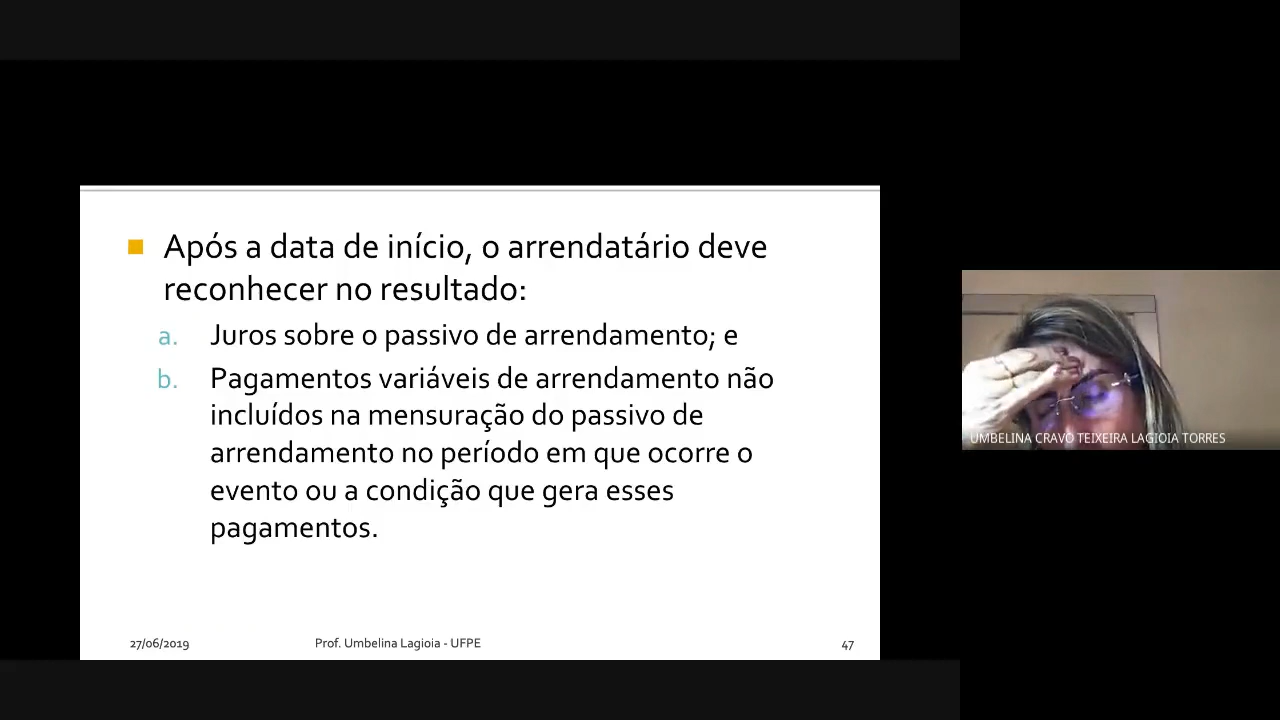 Após a data de início, o arrendatário deve
reconhecer no resultado:
a. Juros sobre o passivo de arrendamento; e
b. Pagamentos variáveis de arrendamento não
incluídos na mensuração do passivo de
arrendamento no período em que ocorre o
evento ou a condição que gera esses
pagamentos.
27/06/2019 Prof. Umbelina Lagioia - UFPE 47
UMBELINA CRAVO TEIXEIRA LAGIOIA TORRES